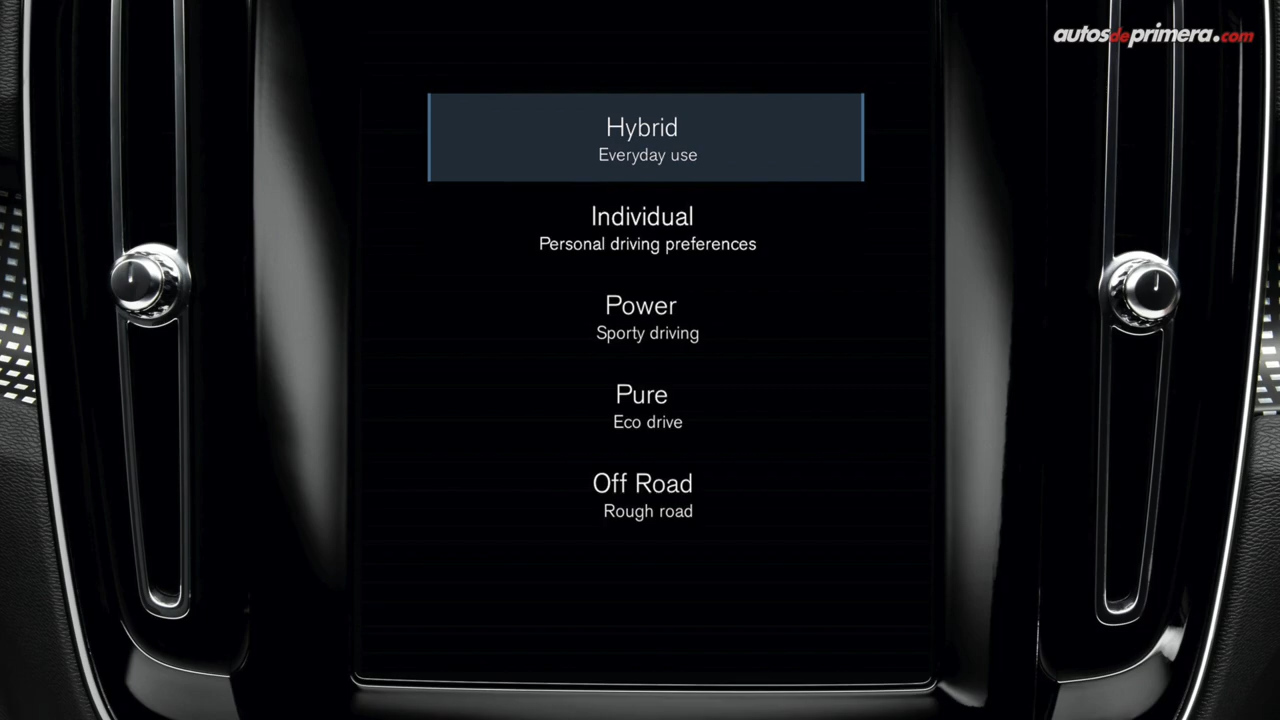 autosdeprimera.com
Hybrid
Everyday use
Individual
Personal driving preferences
Power
Sporty driving
Pure
Eco drive
Off Road
Rough road